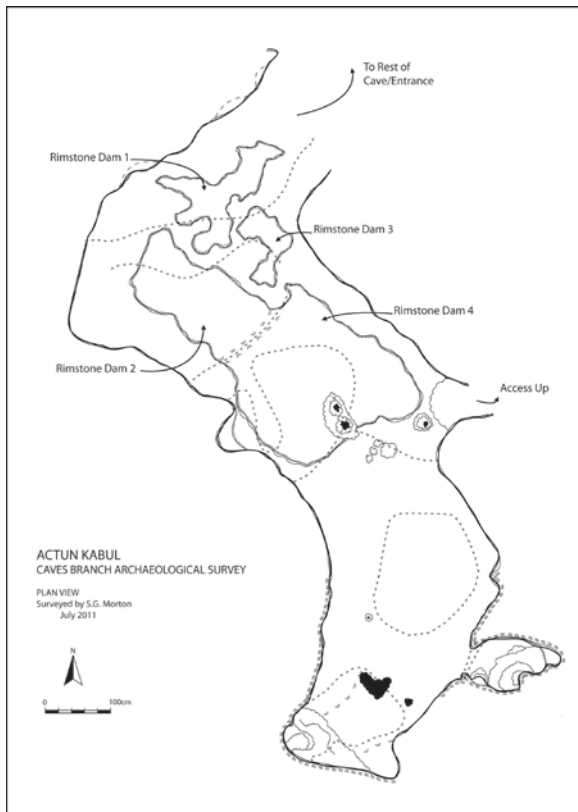 To Rest of
Cave/Entrance
Rimstone Dam 1
Rimstone Dam 3
Rimstone Dam 4
Rimstone Dam 2
Access Up
ACTUN KABUL
CAVES BRANCH ARCHAEOLOGICAL SURVEY
PLAN VIEW
Surveyed by S.G. Morton
July 2011
N
0 100cm